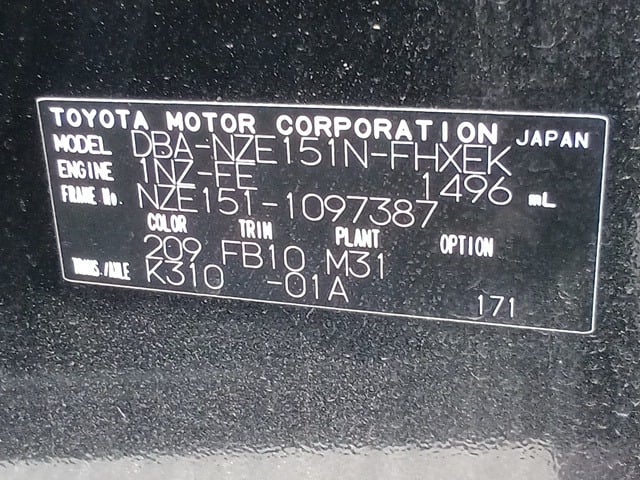 TOYOTA MOTOR CORPORATION JAPAN
MODEL DBA-NZE151N-FHXEK
ENGINE 1NZ-FE 1496 mL
FRAME No. NZE151-1097387
COLOR TRIM PLANT OPTION
209 FB10 M31
TRANS./AXLE K310 -01A
171